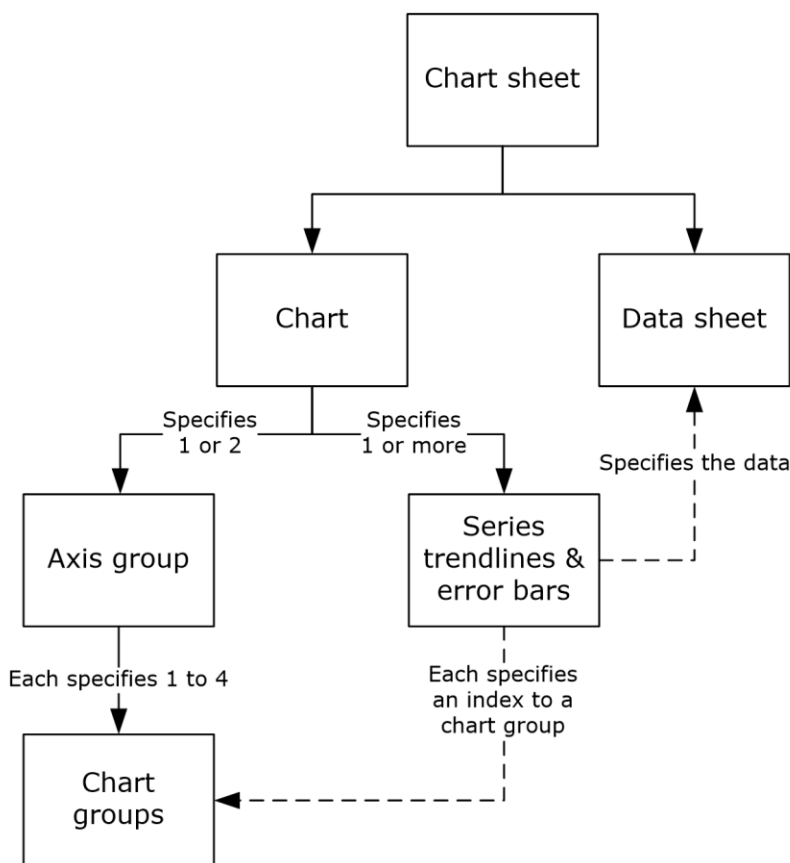 Chart sheet
Chart
Data sheet
Specifies
1 or 2
Specifies
1 or more
Specifies the data
Axis group
Series
trendlines &
error bars
Each specifies 1 to 4
Each specifies
an index to a
chart group
Chart
groups